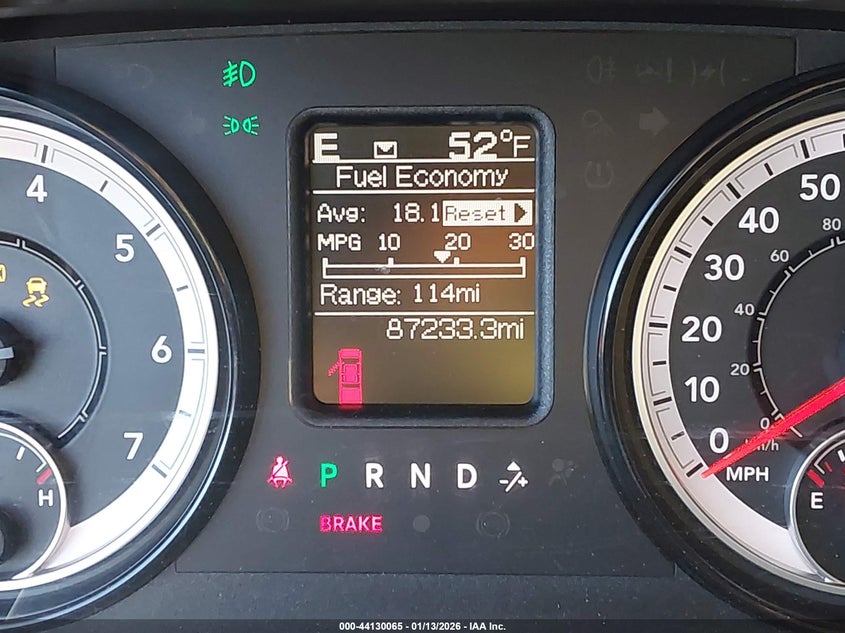 E 52°F
Fuel Economy
Avg: 18.1 Reset
MPG 10 20 30
Range: 114mi
87233.3mi
P R N D
BRAKE
4
5
6
7
H
50
40
30
20
10
0
MPH
80
60
40
20
0
km/h
E
000-44130065 - 01/13/2026 - IAA Inc.